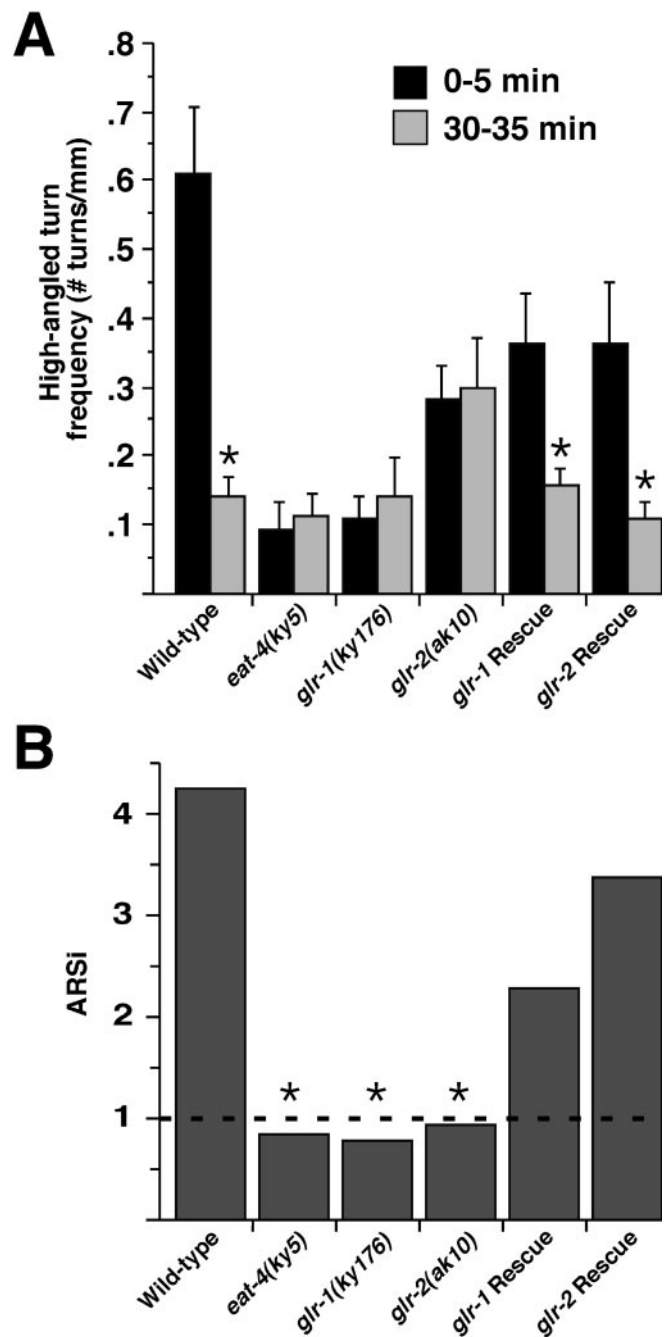 A
.8
.7
.6
.5
.4
.3
.2
.1
High-angled turn
frequency (# turns/mm)
0-5 min
30-35 min
*
*
*
Wild-type
eat-4(ky5)
glr-1(ky176)
glr-2(ak10)
glr-1 Rescue
glr-2 Rescue
B
4
3
2
1
ARSi
*
*
*
Wild-type
eat-4(ky5)
glr-1(ky176)
glr-2(ak10)
glr-1 Rescue
glr-2 Rescue